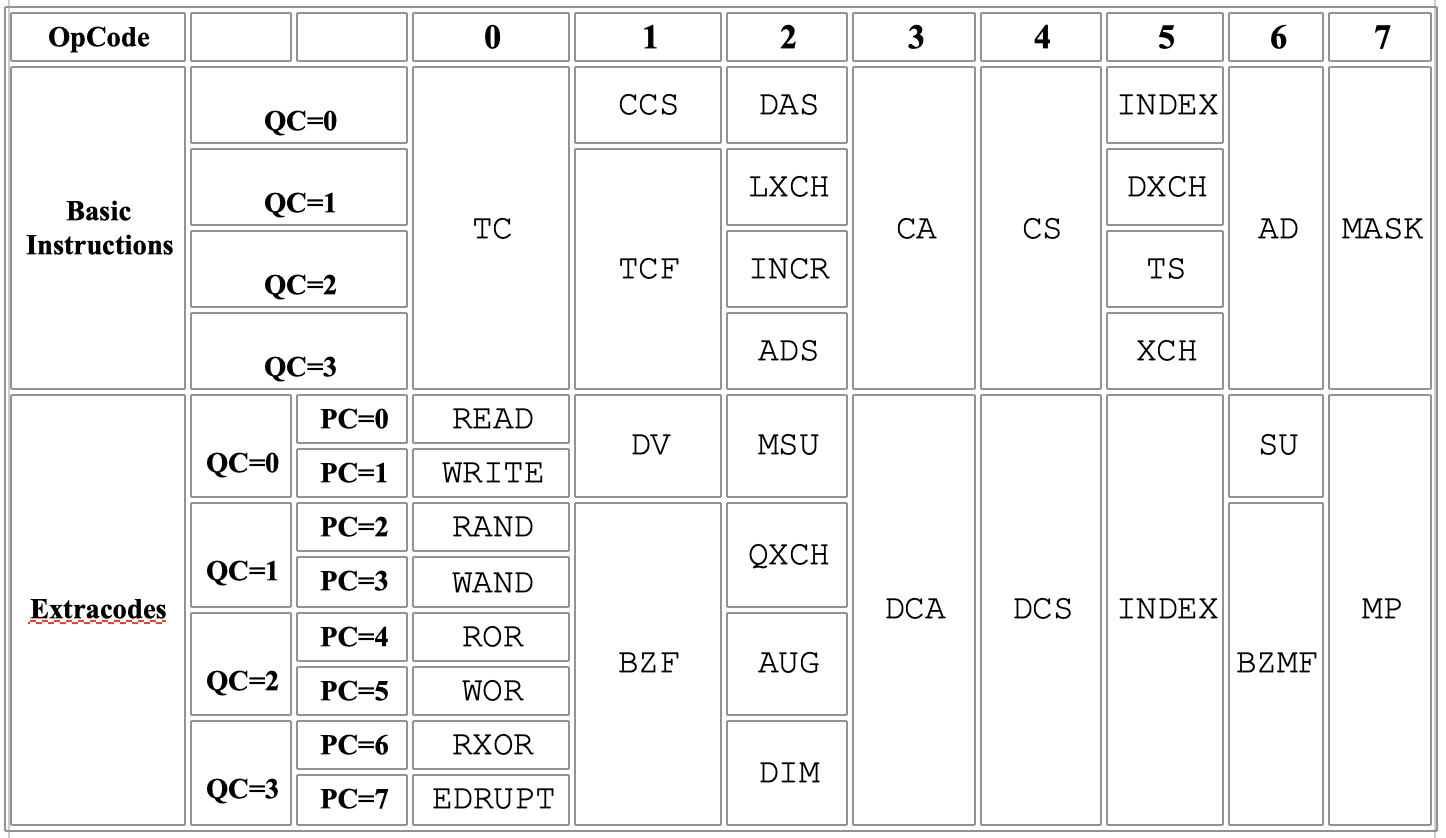 OpCode 0 1 2 3 4 5 6 7
CCS DAS INDEX
QC=0
LXCH DXCH
QC=1
Basic
Instructions TC CA CS AD MASK
TCF INCR TS
QC=2
ADS XCH
QC=3
PC=0 READ
DV MSU SU
QC=0
PC=1 WRITE
PC=2 RAND
QXCH
QC=1
PC=3 WAND
Extracodes DCA DCS INDEX MP
PC=4 ROR
BZF AUG BZMF
QC=2
PC=5 WOR
PC=6 RXOR
DIM
QC=3
PC=7 EDRUPT